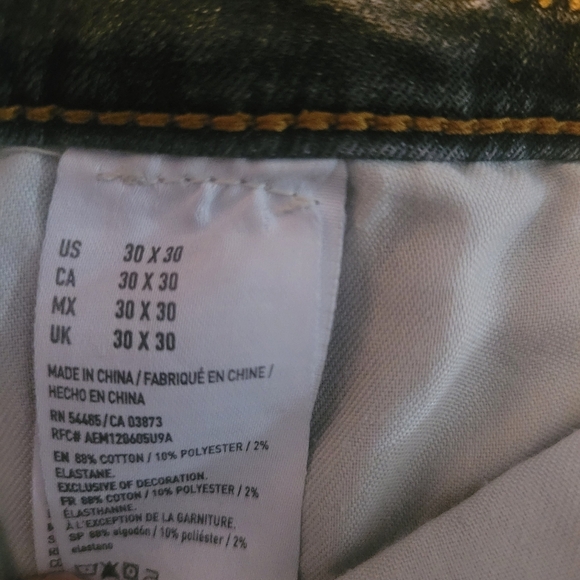 US 30 X 30
CA 30 X 30
MX 30 X 30
UK 30 X 30
MADE IN CHINA / FABRIQUÉ EN CHINE /
HECHO EN CHINA
RN 54485/CA 03873
RFC# AEM120605U9A
EN 88% COTTON / 10% POLYESTER / 2%
ELASTANE.
EXCLUSIVE OF DECORATION.
FR 88% COTON / 10% POLYESTER / 2%
ÉLASTHANNE.
À L'EXCEPTION DE LA GARNITURE.
SP 88% algodón / 10% poliéster / 2%
elastano